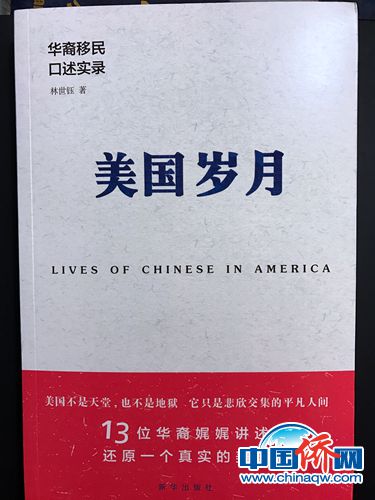 华裔移民
口述实录
林世钰 著
美国岁月
LIVES OF CHINESE IN AMERICA
美国不是天堂，也不是地狱 它只是悲欣交集的平凡人间
13位华裔娓娓讲述
还原一个真实的
新华出版社
中国侨网
www.chinaqw.com